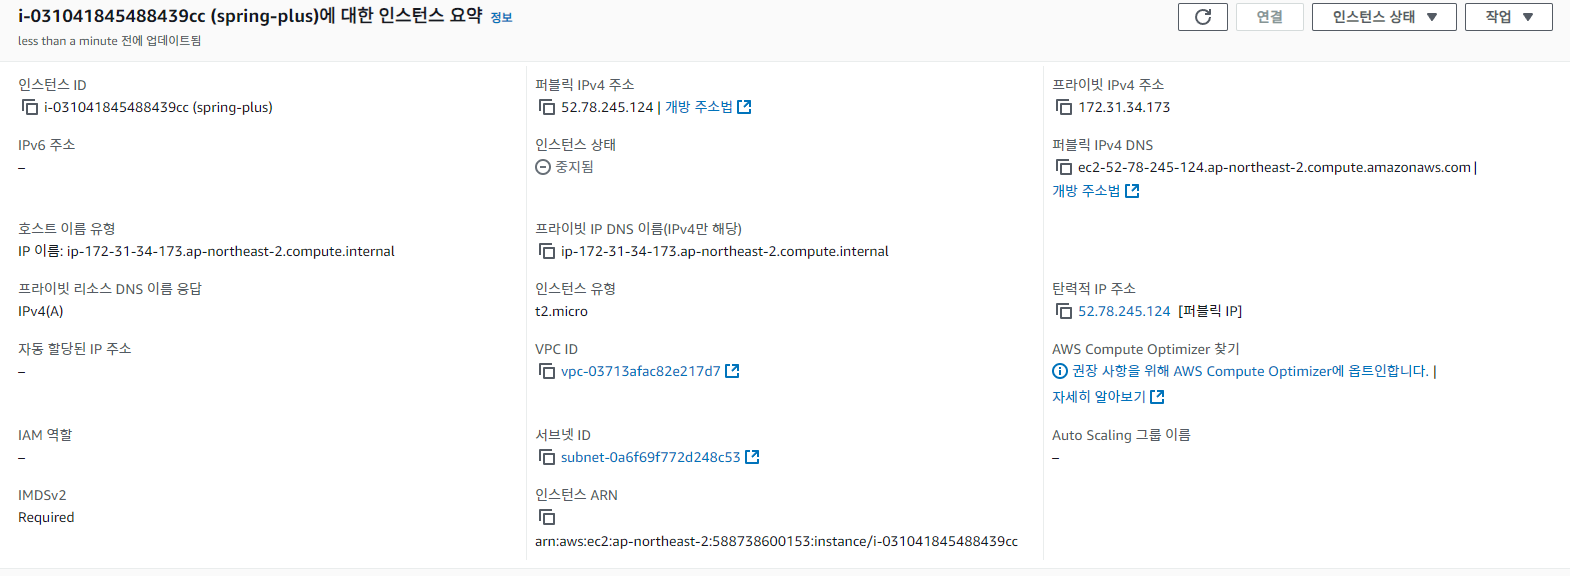 i-031041845488439cc (spring-plus)에 대한 인스턴스 요약 정보
연결
인스턴스 상태 ▼
작업 ▼
less than a minute 전에 업데이트됨
인스턴스 ID
i-031041845488439cc (spring-plus)
퍼블릭 IPv4 주소
52.78.245.124 | 개방 주소법
프라이빗 IPv4 주소
172.31.34.173
IPv6 주소
–
인스턴스 상태
중지됨
퍼블릭 IPv4 DNS
ec2-52-78-245-124.ap-northeast-2.compute.amazonaws.com |
개방 주소법
호스트 이름 유형
IP 이름: ip-172-31-34-173.ap-northeast-2.compute.internal
프라이빗 IP DNS 이름(IPv4만 해당)
ip-172-31-34-173.ap-northeast-2.compute.internal
프라이빗 리소스 DNS 이름 응답
IPv4(A)
인스턴스 유형
t2.micro
탄력적 IP 주소
52.78.245.124 [퍼블릭 IP]
자동 할당된 IP 주소
–
VPC ID
vpc-03713afac82e217d7
AWS Compute Optimizer 찾기
권장 사항을 위해 AWS Compute Optimizer에 옵트인합니다. |
자세히 알아보기
IAM 역할
–
서브넷 ID
subnet-0a6f69f772d248c53
Auto Scaling 그룹 이름
–
IMDSv2
Required
인스턴스 ARN
arn:aws:ec2:ap-northeast-2:588738600153:instance/i-031041845488439cc